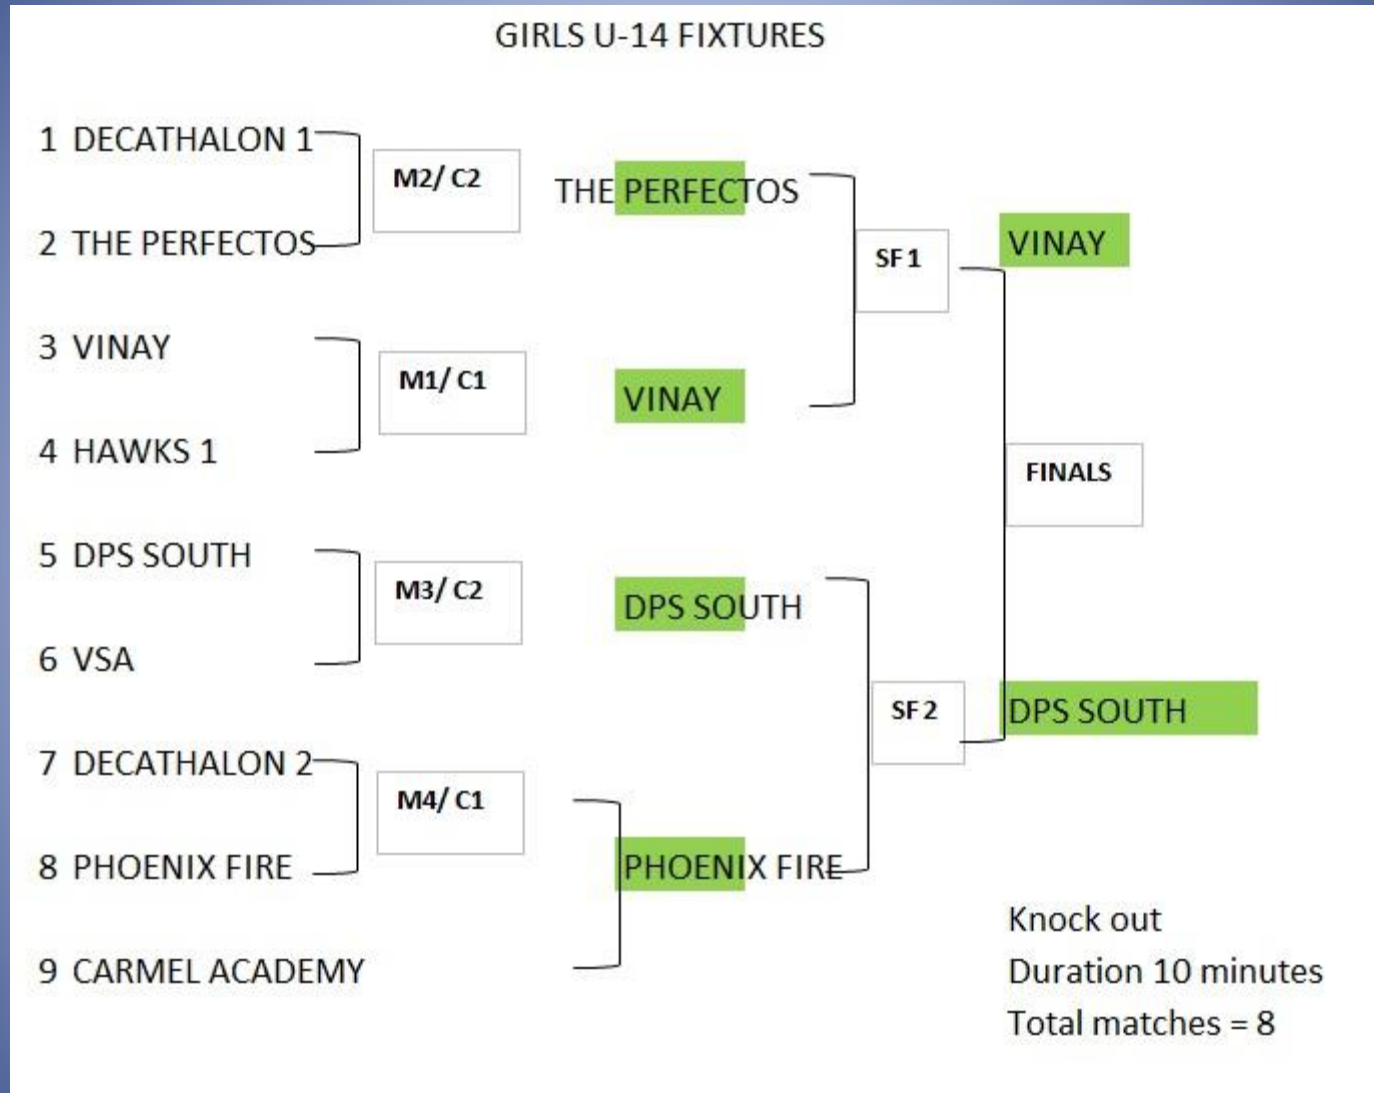 GIRLS U-14 FIXTURES
1 DECATHALON 1
M2/ C2
THE PERFECTOS
2 THE PERFECTOS
SF 1
VINAY
3 VINAY
M1/ C1
VINAY
4 HAWKS 1
FINALS
5 DPS SOUTH
M3/ C2
DPS SOUTH
6 VSA
SF 2
DPS SOUTH
7 DECATHALON 2
M4/ C1
8 PHOENIX FIRE
PHOENIX FIRE
9 CARMEL ACADEMY
Knock out
Duration 10 minutes
Total matches = 8